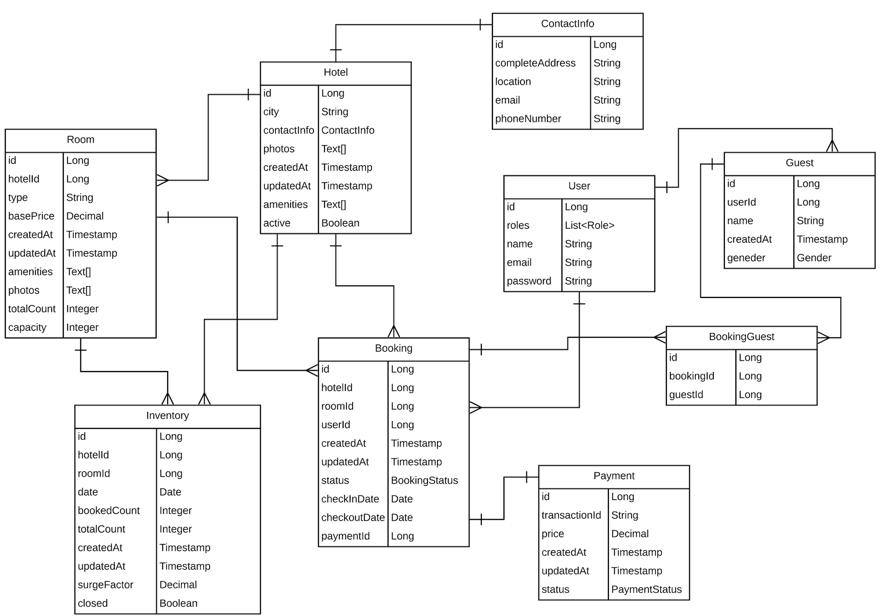 ContactInfo
id Long
completeAddress String
location String
email String
phoneNumber String
Hotel
id Long
city String
contactInfo ContactInfo
photos Text[]
createdAt Timestamp
updatedAt Timestamp
amenities Text[]
active Boolean
Room
id Long
hotelId Long
type String
basePrice Decimal
createdAt Timestamp
updatedAt Timestamp
amenities Text[]
photos Text[]
totalCount Integer
capacity Integer
User
id Long
roles List<Role>
name String
email String
password String
Guest
id Long
userId Long
name String
createdAt Timestamp
geneder Gender
Booking
id Long
hotelId Long
roomId Long
userId Long
createdAt Timestamp
updatedAt Timestamp
status BookingStatus
checkInDate Date
checkoutDate Date
paymentId Long
BookingGuest
id Long
bookingId Long
guestId Long
Inventory
id Long
hotelId Long
roomId Long
date Date
bookedCount Integer
totalCount Integer
createdAt Timestamp
updatedAt Timestamp
surgeFactor Decimal
closed Boolean
Payment
id Long
transactionId String
price Decimal
createdAt Timestamp
updatedAt Timestamp
status PaymentStatus